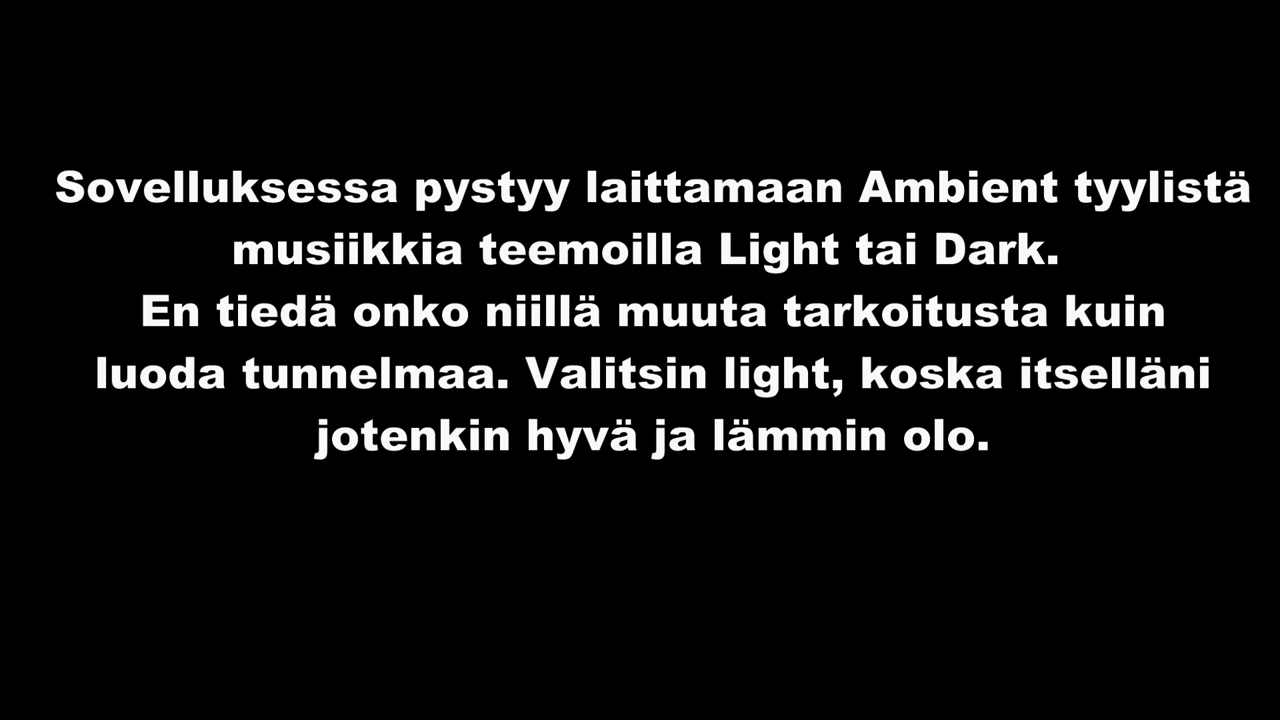 Sovelluksessa pystyy laittamaan Ambient tyylistä
musiikkia teemoilla Light tai Dark.
En tiedä onko niillä muuta tarkoitusta kuin
luoda tunnelmaa. Valitsin light, koska itselläni
jotenkin hyvä ja lämmin olo.